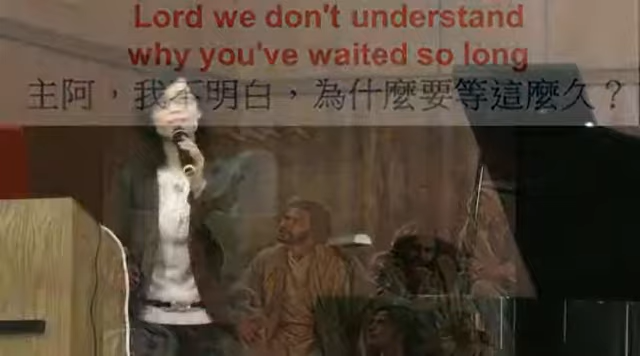 Lord we don't understand
why you've waited so long
主阿，我不明白，為什麼要等這麼久？